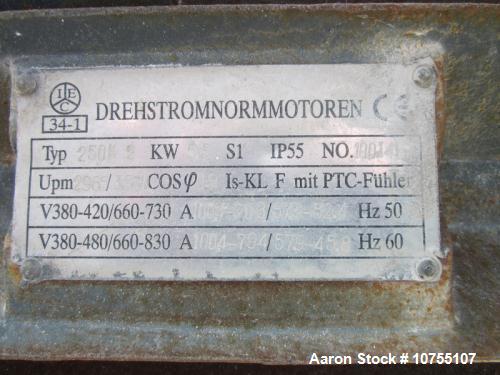 IEC
34-1
DREHSTROMNORMMOTOREN CE
Typ KW S1 IP55 NO.
Upm COSφ Is-KL F mit PTC-Fühler
V380-420/660-730 A Hz 50
V380-480/660-830 A Hz 60
Aaron Stock # 10755107